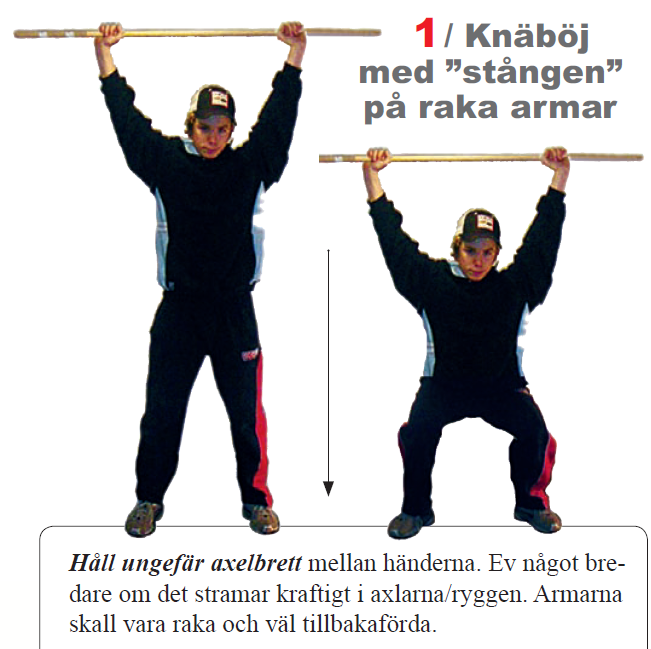 1/ Knäböj
med ”stången”
på raka armar
Håll ungefär axelbrett mellan händerna. Ev något bre-
dare om det stramar kraftigt i axlarna/ryggen. Armarna
skall vara raka och väl tillbakaförda.